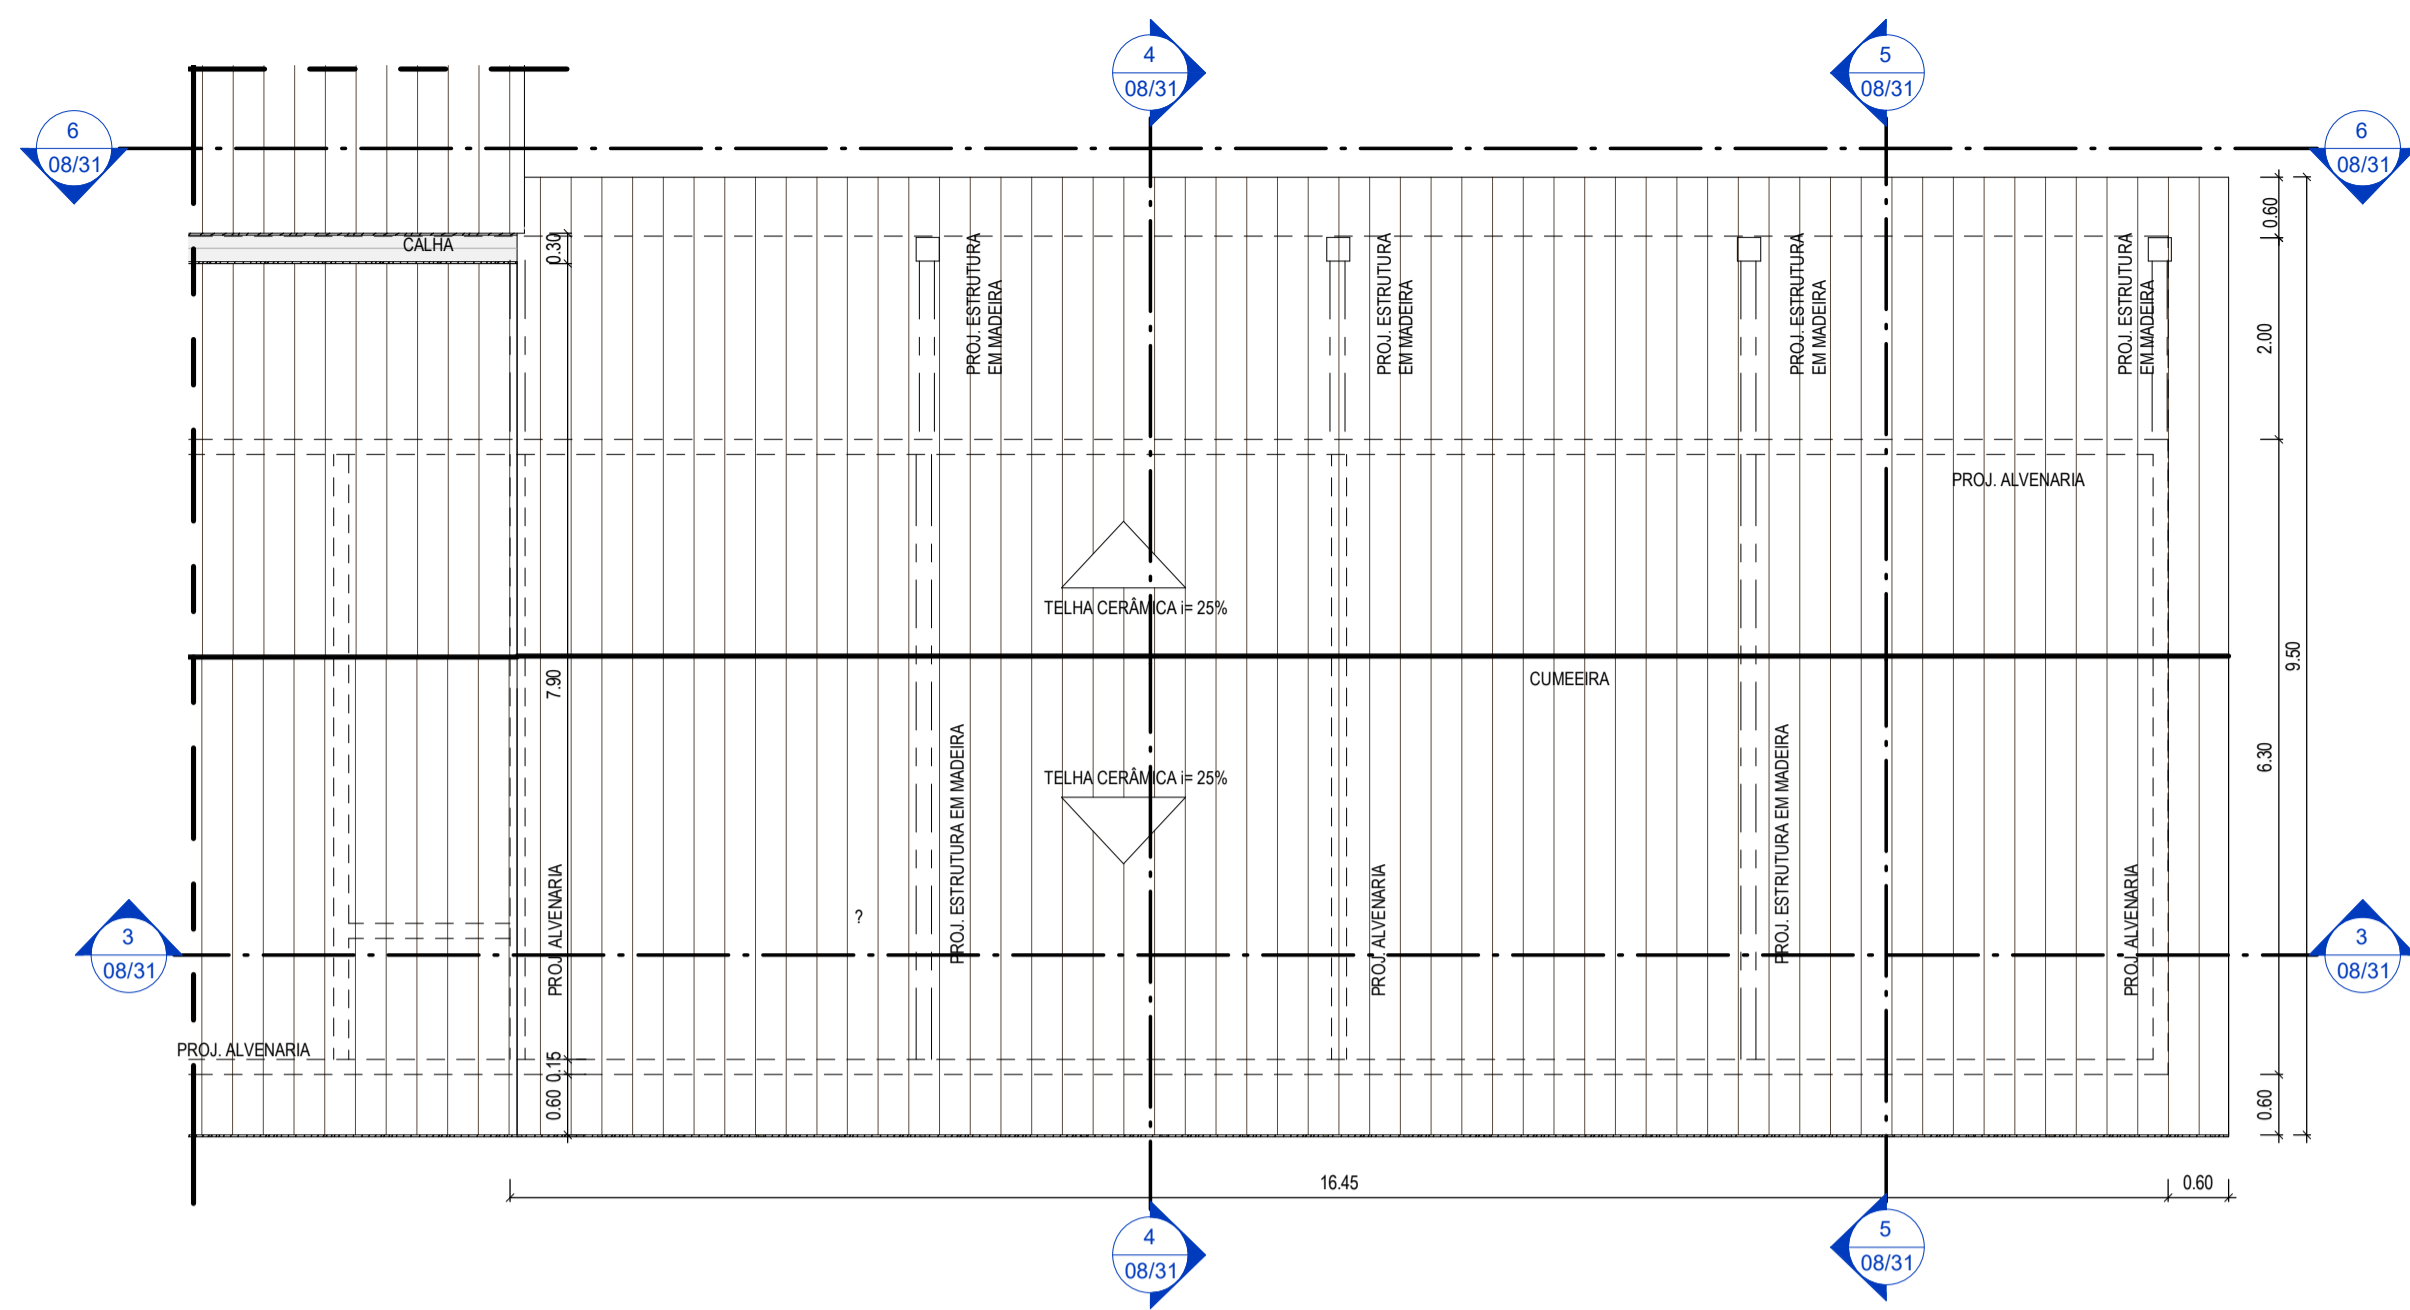 4
08/31
5
08/31
6
08/31
6
08/31
CALHA
0.30
PROJ. ESTRUTURA
EM MADEIRA
PROJ. ESTRUTURA
EM MADEIRA
PROJ. ESTRUTURA
EM MADEIRA
PROJ. ESTRUTURA
EM MADEIRA
0.60
2.00
PROJ. ALVENARIA
TELHA CERÂMICA i= 25%
CUMEEIRA
7.90
9.50
6.30
TELHA CERÂMICA i= 25%
PROJ. ESTRUTURA EM MADEIRA
PROJ. ESTRUTURA EM MADEIRA
PROJ. ALVENARIA
?
PROJ. ALVENARIA
PROJ. ALVENARIA
3
08/31
3
08/31
PROJ. ALVENARIA
0.15
0.60
0.60
16.45
0.60
4
08/31
5
08/31